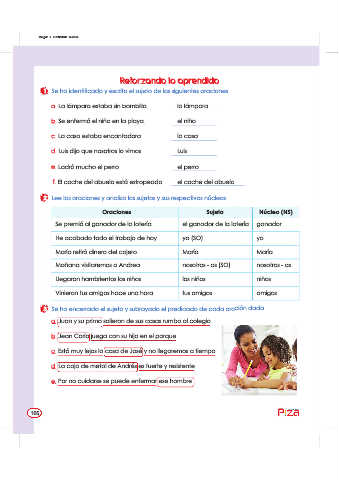 Reforzando lo aprendido
1 Se ha identificado y escrito el sujeto de las siguientes oraciones
a. La lámpara estaba sin bombilla la lámpara
b. Se enfermó el niño en la playa el niño
c. La casa estaba encantadora la casa
d. Luis dijo que nosotros lo vimos Luis
e. Ladró mucho el perro el perro
f. El coche del abuelo está estropeado el coche del abuelo
2 Lee las oraciones y analiza los sujetos y sus respectivos núcleos
Oraciones Sujeto Núcleo (NS)
Se premió al ganador de la lotería el ganador de la lotería ganador
He acabado todo el trabajo de hoy yo (SO) yo
María retiró dinero del cajero María María
Mañana visitaremos a Andrea nosotros - as (SO) nosotros - as
Llegaron hambrientos los niños los niños niños
Vinieron tus amigos hace una hora tus amigos amigos
3 Se ha encerrado el sujeto y subrayado el predicado de cada oración dada
a. Juan y su primo salieron de sus casas rumbo al colegio
b. Jean Carla juega con su hija en el parque
c. Está muy lejos la casa de José y no llegaremos a tiempo
d. La caja de metal de Andrés es fuerte y resistente
e. Por no cuidarse se puede enfermar ese hombre